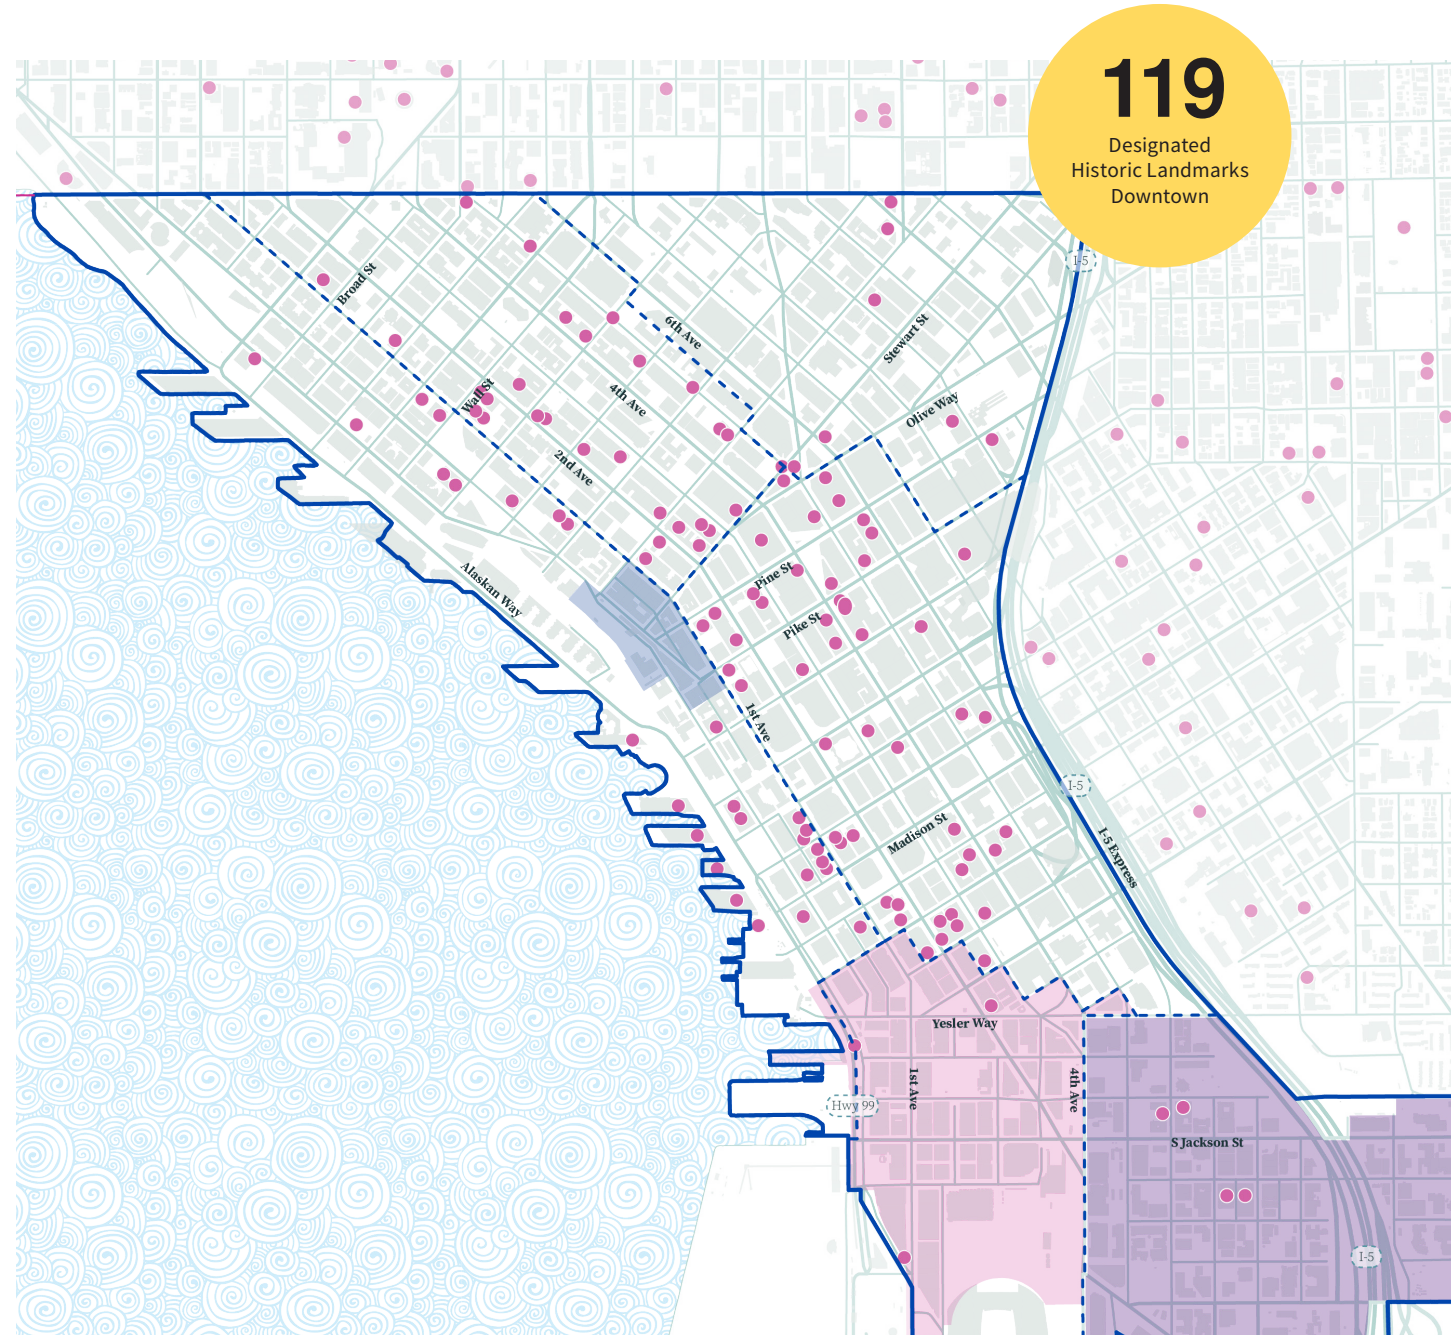 119
Designated
Historic Landmarks
Downtown
I-5
Broad St
6th Ave
Stewart St
Wall St
4th Ave
Olive Way
2nd Ave
Pine St
Alaskan Way
Pike St
1st Ave
I-5
Madison St
I-5 Express
Yesler Way
1st Ave
4th Ave
Hwy 99
S Jackson St
I-5